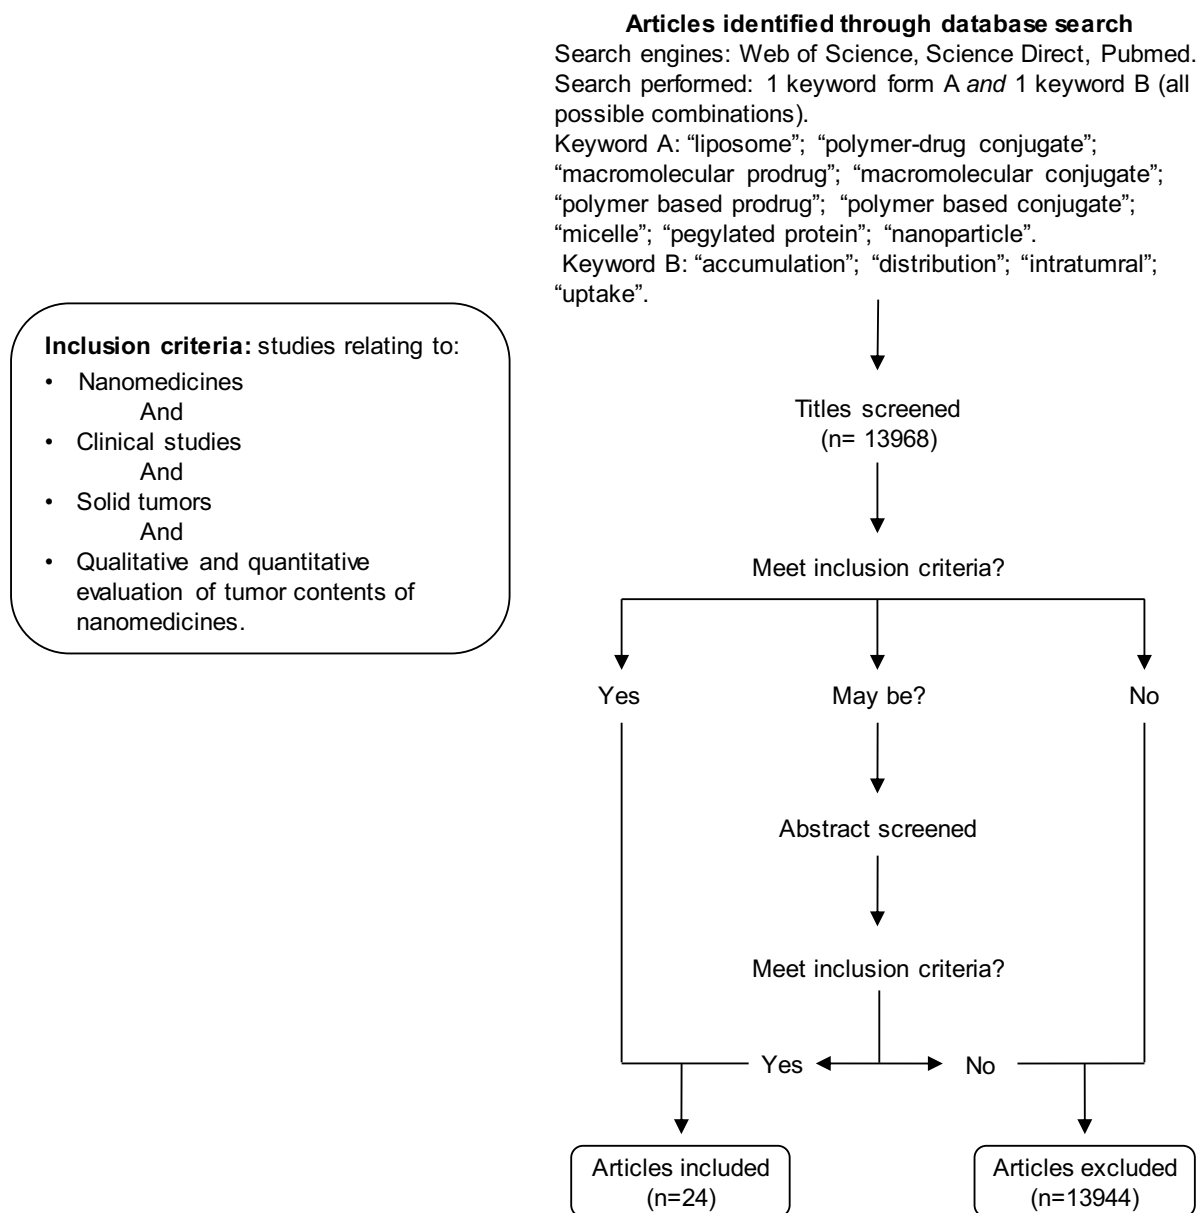 Articles identified through database search
Search engines: Web of Science, Science Direct, Pubmed.
Search performed: 1 keyword form A and 1 keyword B (all
possible combinations).
Keyword A: “liposome”; “polymer-drug conjugate”;
“macromolecular prodrug”; “macromolecular conjugate”;
“polymer based prodrug”; “polymer based conjugate”;
“micelle”; “pegylated protein”; “nanoparticle”.
Keyword B: “accumulation”; “distribution”; “intratumral”;
“uptake”.
Inclusion criteria: studies relating to:
• Nanomedicines
And
• Clinical studies
And
• Solid tumors
And
• Qualitative and quantitative
evaluation of tumor contents of
nanomedicines.
Titles screened
(n= 13968)
Meet inclusion criteria?
Yes
May be?
No
Abstract screened
Meet inclusion criteria?
Yes
No
Articles included
(n=24)
Articles excluded
(n=13944)